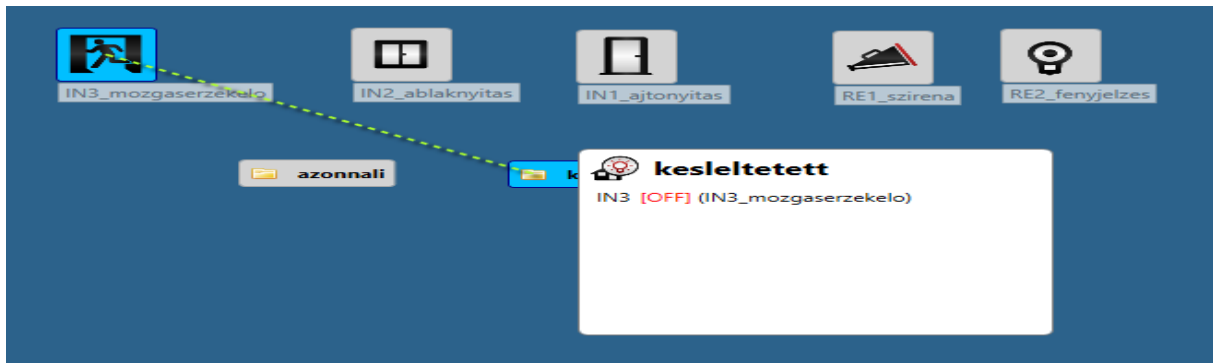 IN3_mozgaserzekelo
IN2_ablaknyitas
IN1_ajtonyitas
RE1_szirena
RE2_fenyjelzes
azonnali
k
kesleltetett
IN3 [OFF] (IN3_mozgaserzekelo)